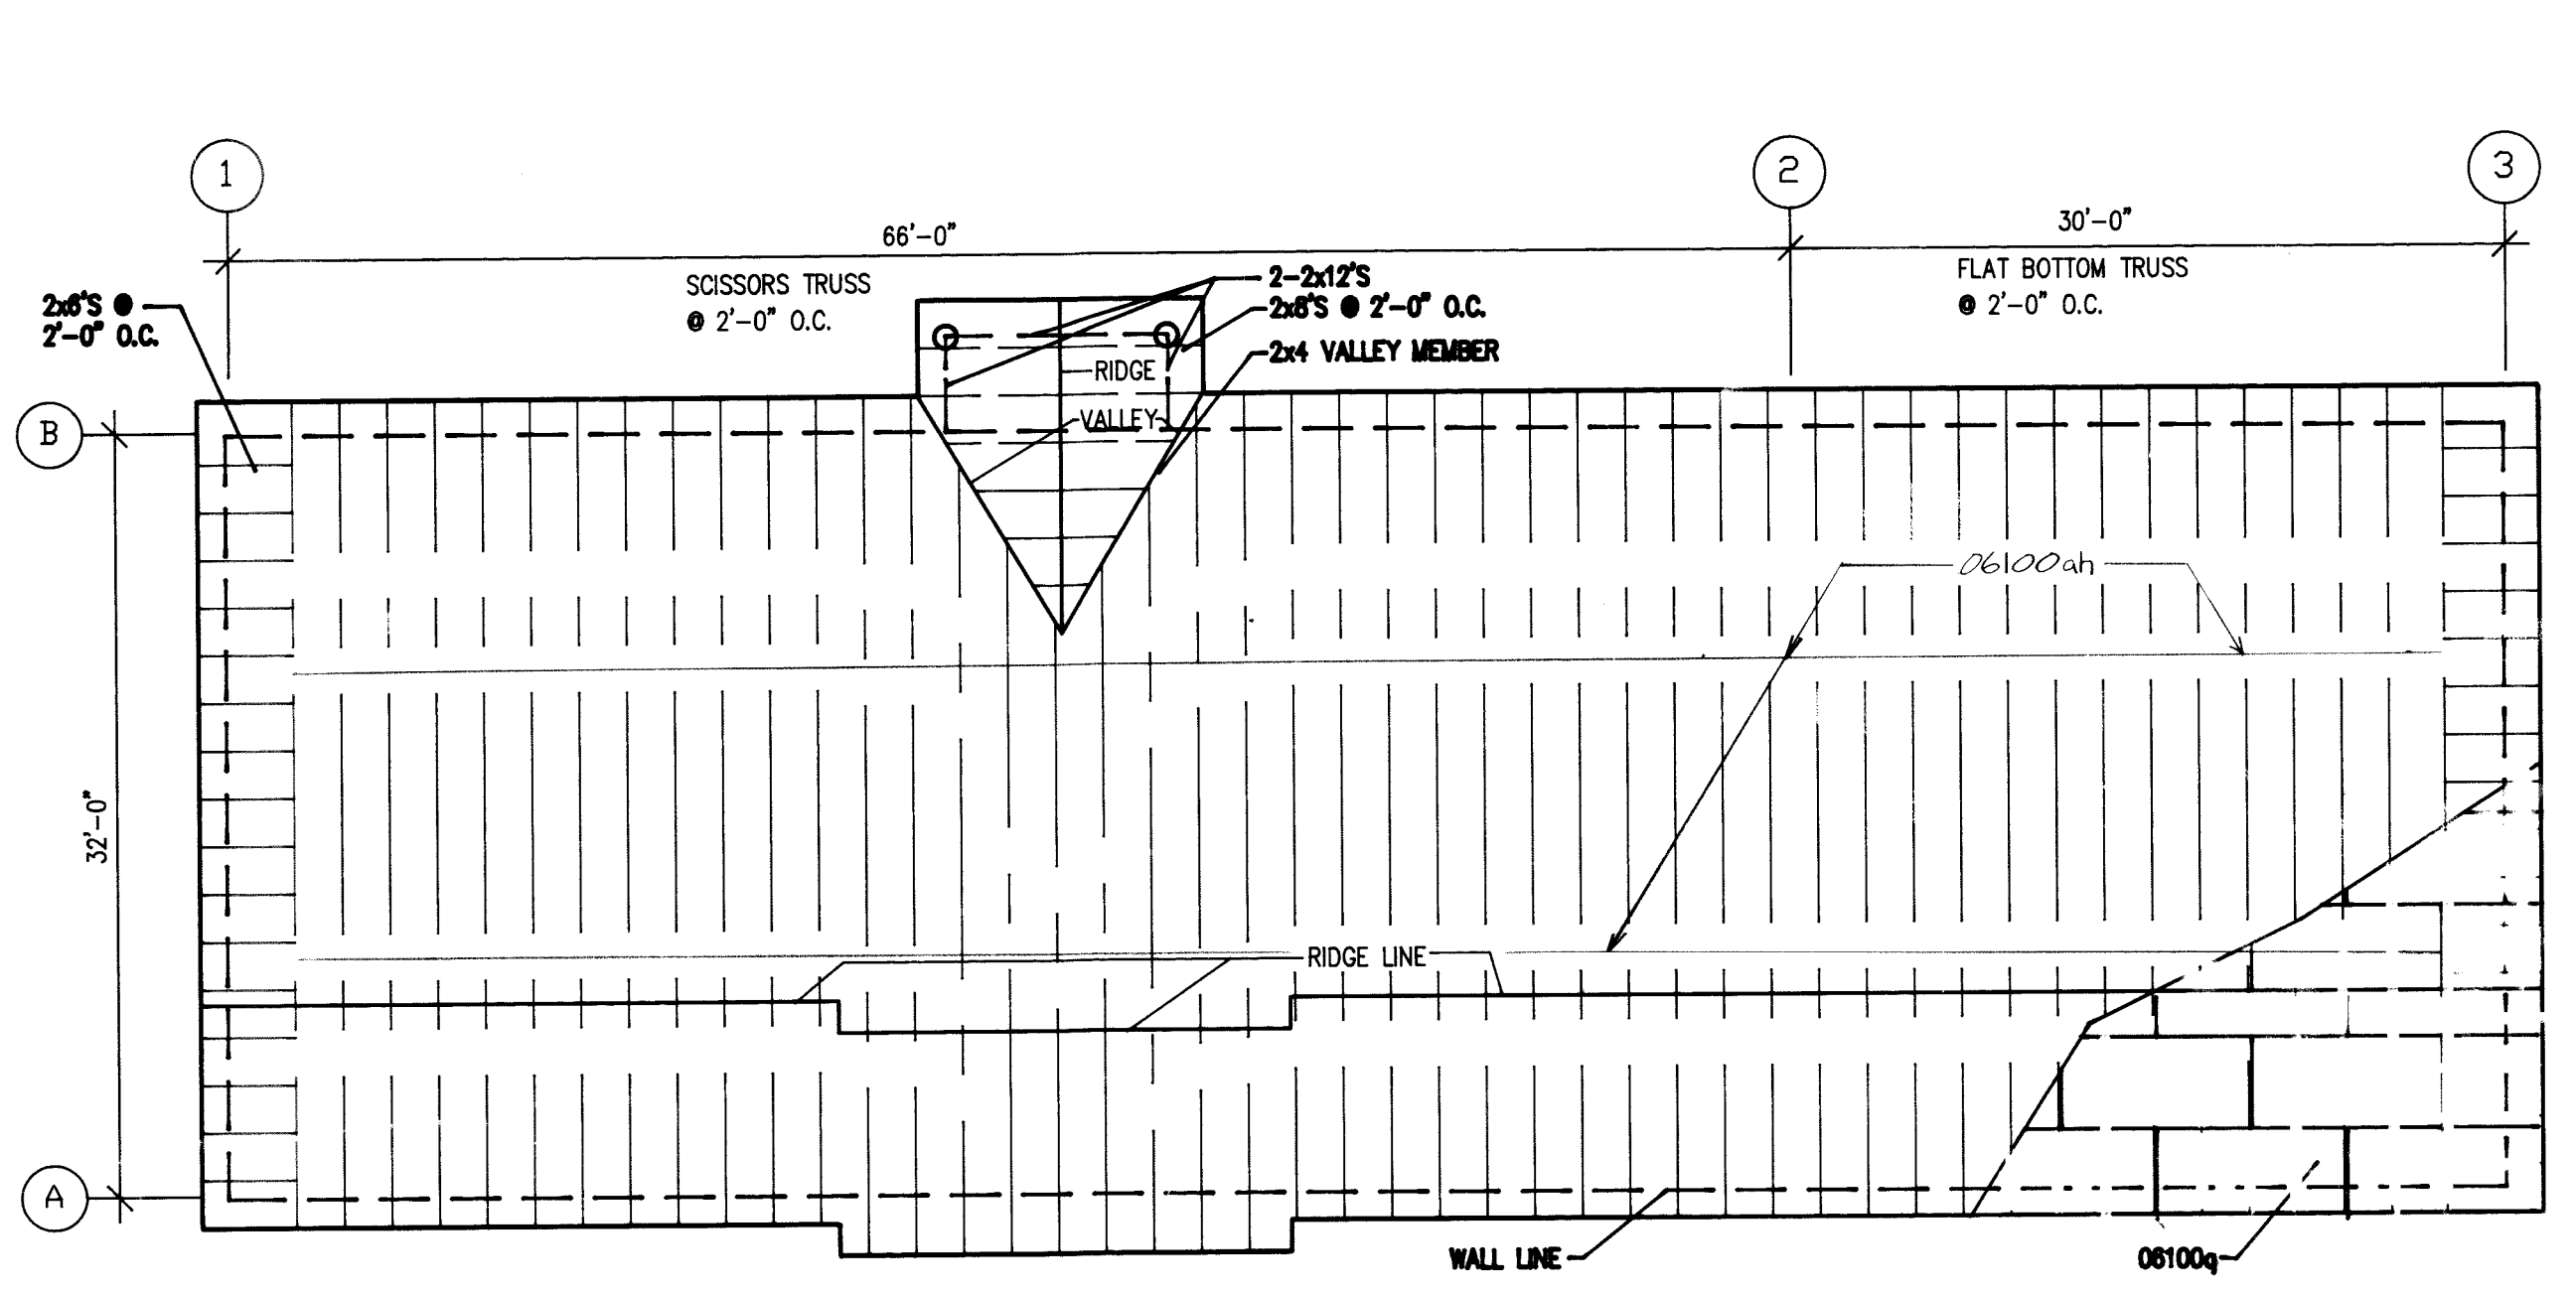 1
2
3
66'-0"
30'-0"
SCISSORS TRUSS
@ 2'-0" O.C.
2-2x12'S
2x8'S @ 2'-0" O.C.
2x4 VALLEY MEMBER
FLAT BOTTOM TRUSS
@ 2'-0" O.C.
2x6'S @
2'-0" O.C.
RIDGE
VALLEY
B
06100ah
32'-0"
RIDGE LINE
A
WALL LINE
06100q